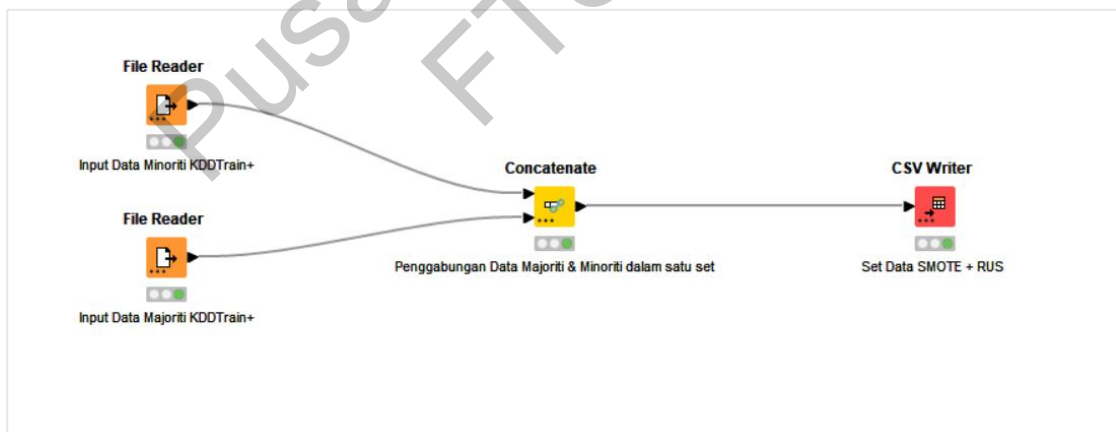 File Reader
Input Data Minoriti KDDTrain+
File Reader
Input Data Majoriti KDDTrain+
Concatenate
Penggabungan Data Majoriti & Minoriti dalam satu set
CSV Writer
Set Data SMOTE + RUS
Pusa